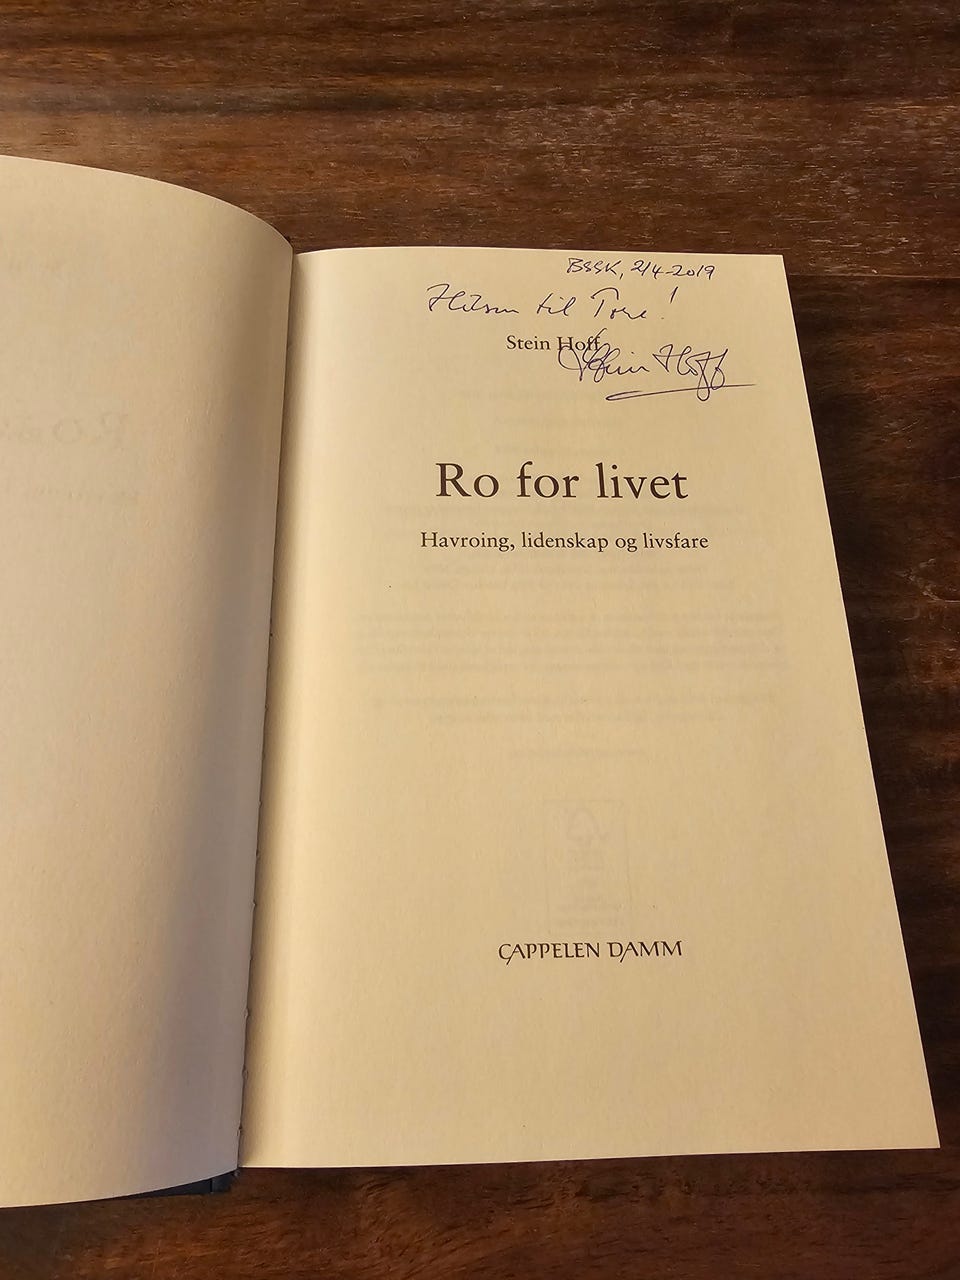 BSSK, 2/4-2019
Hilsen til Tore!
Stein Hoff
Stein Hoff
Ro for livet
Havroing, lidenskap og livsfare
CAPPELEN DAMM